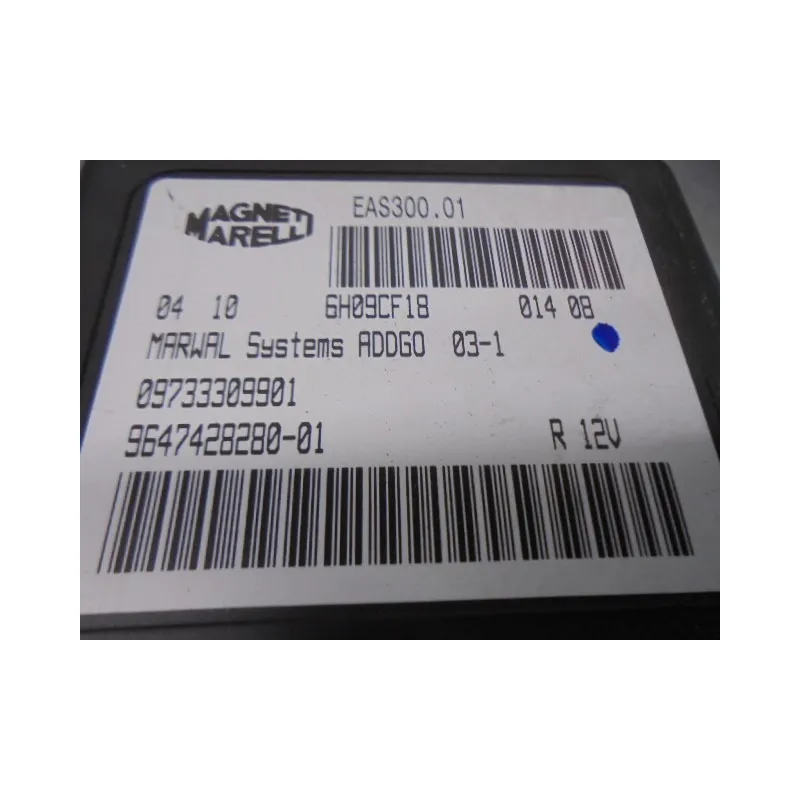 MAGNETI
MARELLI
EAS300.01
04 10 6H09CF18 014 08
MARWAL Systems ADDGO 03-1
09733309901
9647428280-01 R 12V